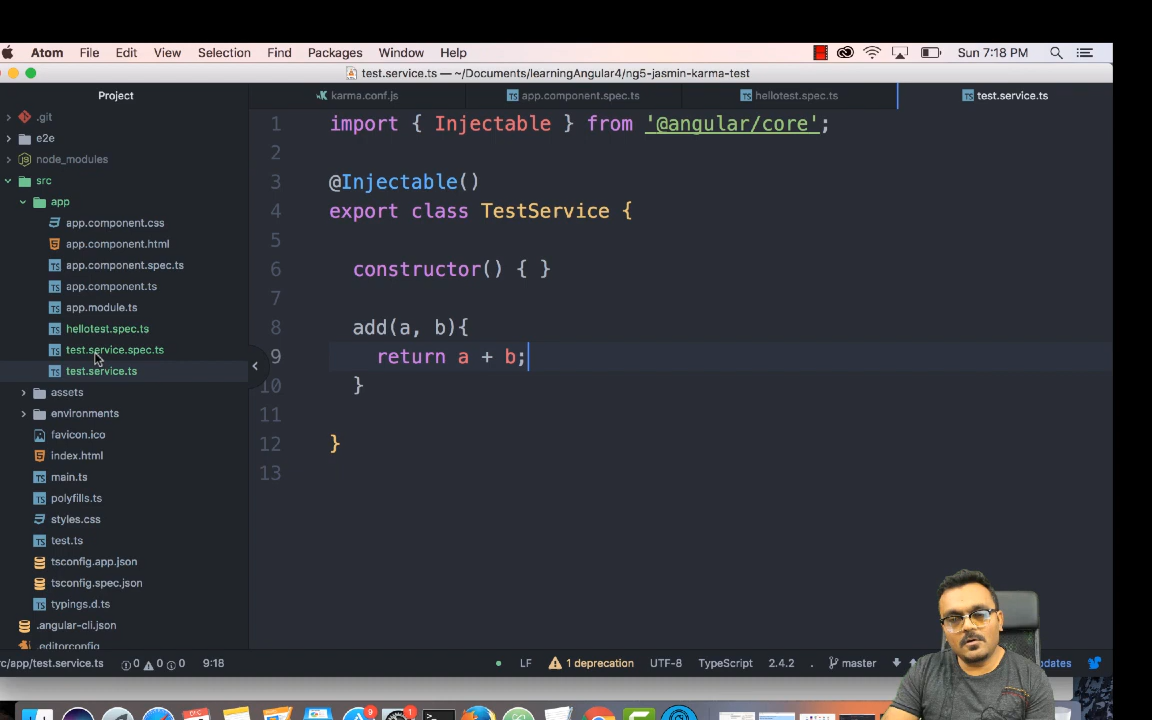 Atom File Edit View Selection Find Packages Window Help Sun 7:18 PM
test.service.ts — ~/Documents/learningAngular4/ng5-jasmin-karma-test
Project
karma.conf.js
app.component.spec.ts
hellotest.spec.ts
test.service.ts
.git
e2e
node_modules
src
app
app.component.css
app.component.html
app.component.spec.ts
app.component.ts
app.module.ts
hellotest.spec.ts
test.service.spec.ts
test.service.ts
assets
environments
favicon.ico
index.html
main.ts
polyfills.ts
styles.css
test.ts
tsconfig.app.json
tsconfig.spec.json
typings.d.ts
.angular-cli.json
.editorconfig
1 import { Injectable } from '@angular/core';
2
3 @Injectable()
4 export class TestService {
5
6 constructor() { }
7
8 add(a, b){
9 return a + b;
10 }
11
12 }
13
rc/app/test.service.ts 0 0 0 9:18 LF 1 deprecation UTF-8 TypeScript 2.4.2 . master pdates
9 1